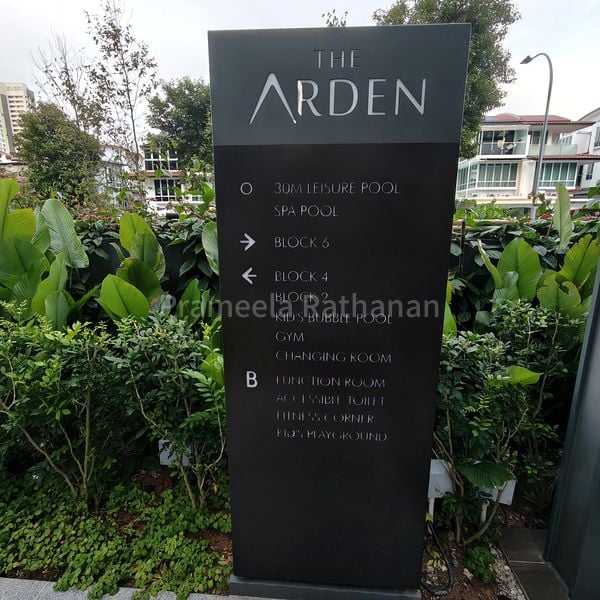 THE
ARDEN
O 30M LEISURE POOL
SPA POOL
→ BLOCK 6
← BLOCK 4
BLOCK
Prameela Rathanan
KID'S BUBBLE POOL
GYM
CHANGING ROOM
B FUNCTION ROOM
ACCESSIBLE TOILET
FITNESS CORNER
KID'S PLAYGROUND